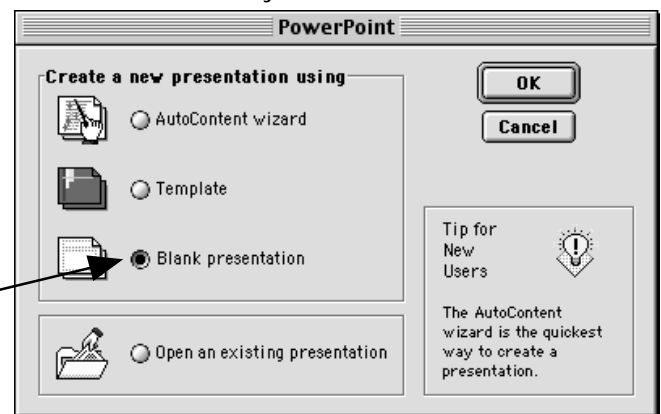 PowerPoint
Create a new presentation using
AutoContent wizard
Template
Blank presentation
Open an existing presentation
OK
Cancel
Tip for
New
Users
The AutoContent
wizard is the quickest
way to create a
presentation.